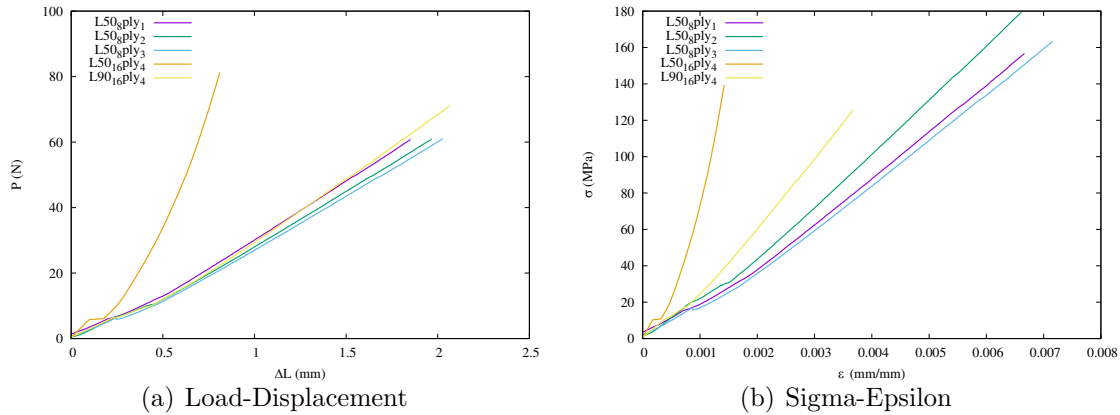 100
80
60
40
20
0
P (N)
L50₈ply₁
L50₈ply₂
L50₈ply₃
L50₁₆ply₄
L90₁₆ply₄
0 0.5 1 1.5 2 2.5
ΔL (mm)
(a) Load-Displacement
180
160
140
120
100
80
60
40
20
0
σ (MPa)
L50₈ply₁
L50₈ply₂
L50₈ply₃
L50₁₆ply₄
L90₁₆ply₄
0 0.001 0.002 0.003 0.004 0.005 0.006 0.007 0.008
ε (mm/mm)
(b) Sigma-Epsilon